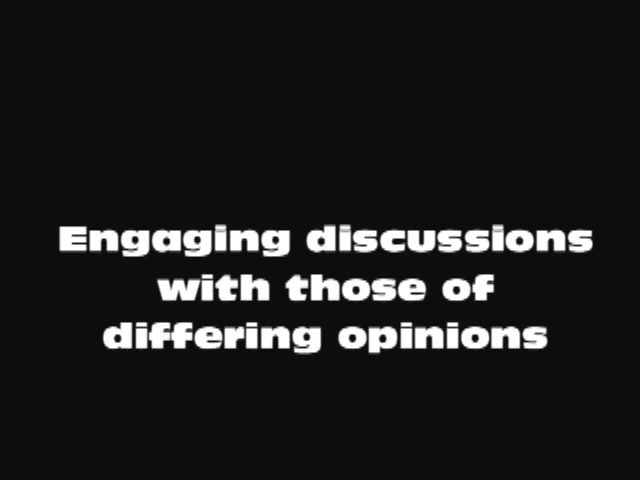 Engaging discussions
with those of
differing opinions